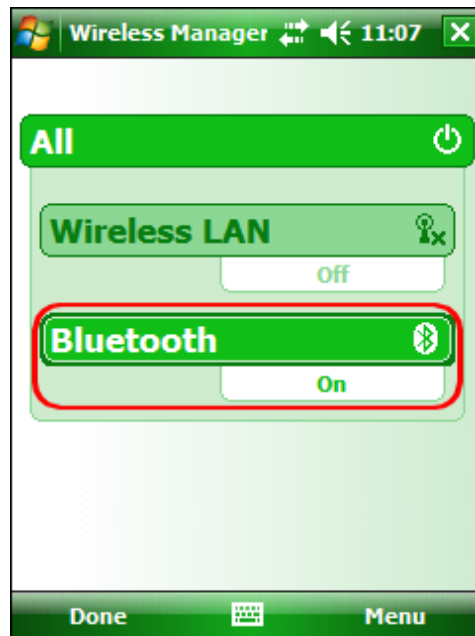 Wireless Manager 11:07
All
Wireless LAN
Off
Bluetooth
On
Done Menu